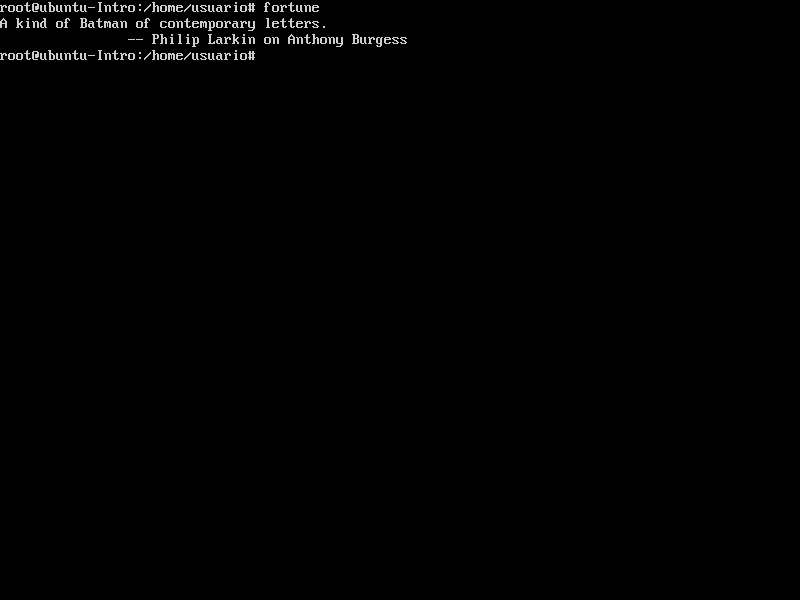 root@ubuntu-Intro:/home/usuario# fortune
A kind of Batman of contemporary letters.
                -- Philip Larkin on Anthony Burgess
root@ubuntu-Intro:/home/usuario#